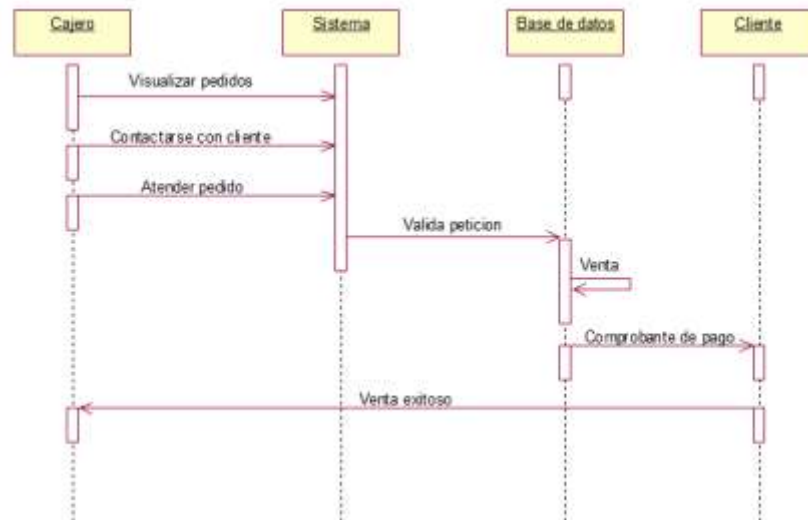 Cajero
Sistema
Base de datos
Cliente
Visualizar pedidos
Contactarse con cliente
Atender pedido
Valida peticion
Venta
Comprobante de pago
Venta exitoso